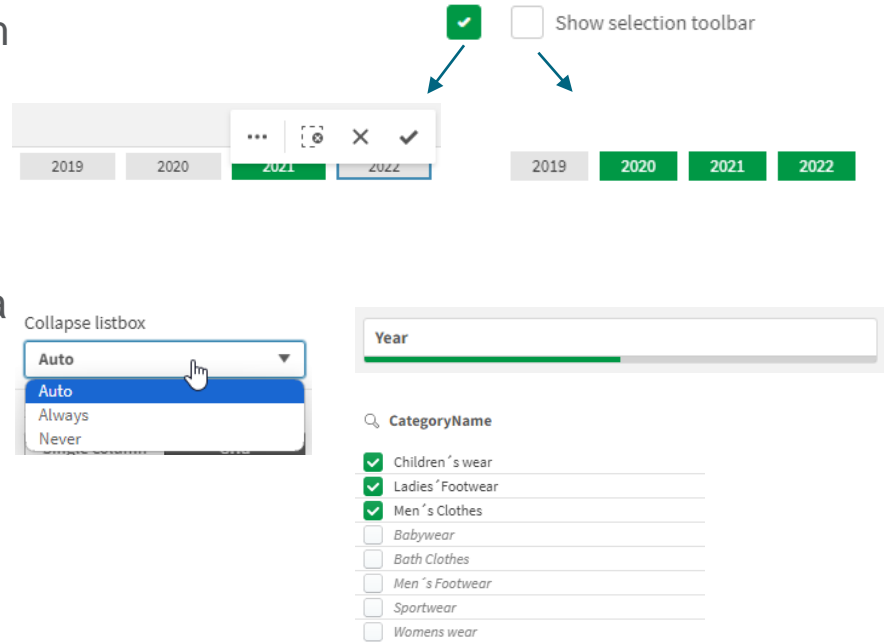 n
Show selection toolbar
2019 2020 2021 2022
2019 2020 2021 2022
a
Collapse listbox
Auto
Auto
Always
Never
Year
CategoryName
Children´s wear
Ladies´Footwear
Men´s Clothes
Babywear
Bath Clothes
Men´s Footwear
Sportwear
Womens wear